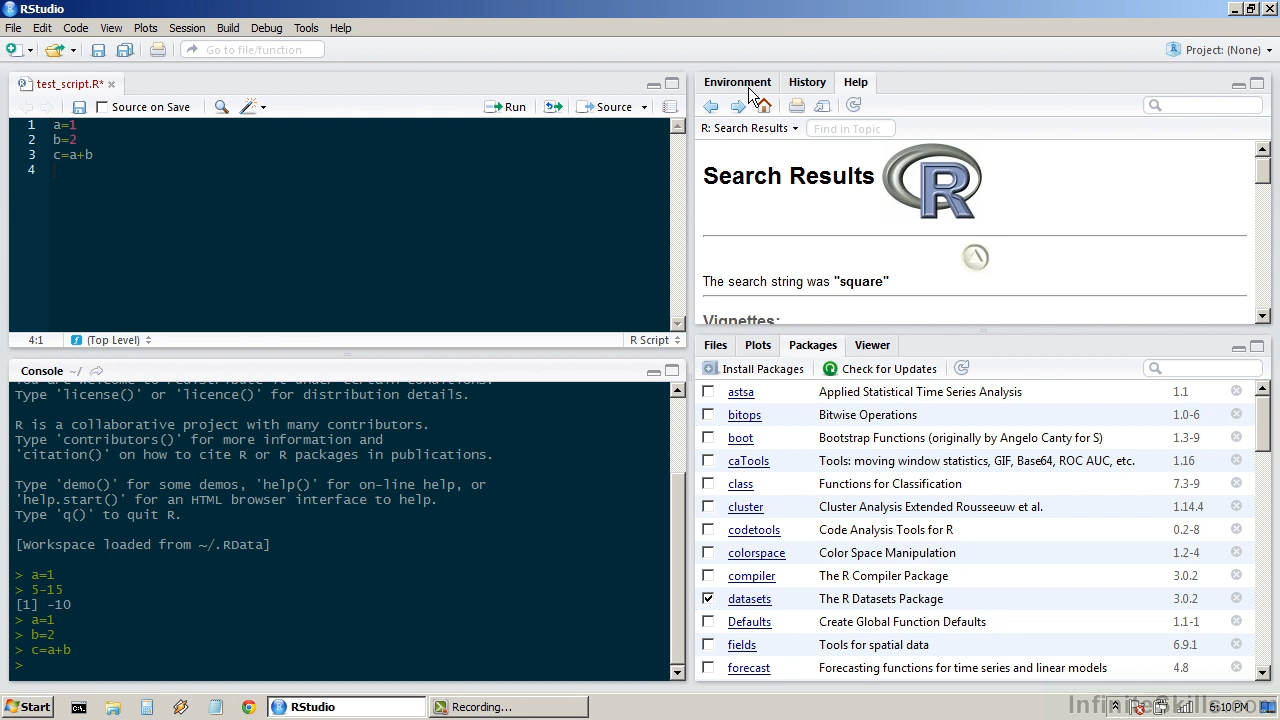 RStudio
File Edit Code View Plots Session Build Debug Tools Help
Go to file/function
Project: (None)
test_script.R*
Source on Save
Run
Source
1 a=1
2 b=2
3 c=a+b
4
4:1 (Top Level)
R Script
Console ~/
Type 'license()' or 'licence()' for distribution details.
R is a collaborative project with many contributors.
Type 'contributors()' for more information and
'citation()' on how to cite R or R packages in publications.
Type 'demo()' for some demos, 'help()' for on-line help, or
'help.start()' for an HTML browser interface to help.
Type 'q()' to quit R.
[Workspace loaded from ~/.RData]
> a=1
> 5-15
[1] -10
> a=1
> b=2
> c=a+b
>
Environment History Help
R: Search Results
Find in Topic
Search Results
R
The search string was "square"
Vignettes:
Files Plots Packages Viewer
Install Packages
Check for Updates
astsa Applied Statistical Time Series Analysis 1.1
bitops Bitwise Operations 1.0-6
boot Bootstrap Functions (originally by Angelo Canty for S) 1.3-9
caTools Tools: moving window statistics, GIF, Base64, ROC AUC, etc. 1.16
class Functions for Classification 7.3-9
cluster Cluster Analysis Extended Rousseeuw et al. 1.14.4
codetools Code Analysis Tools for R 0.2-8
colorspace Color Space Manipulation 1.2-4
compiler The R Compiler Package 3.0.2
datasets The R Datasets Package 3.0.2
Defaults Create Global Function Defaults 1.1-1
fields Tools for spatial data 6.9.1
forecast Forecasting functions for time series and linear models 4.8
Start
RStudio
Recording...
6:10 PM